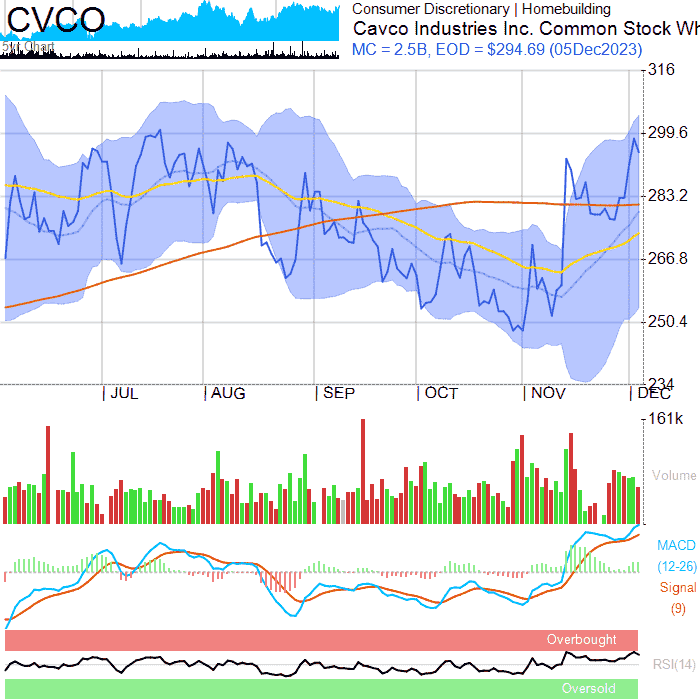 CVCO
5yr Chart
Consumer Discretionary | Homebuilding
Cavco Industries Inc. Common Stock Wh
MC = 2.5B, EOD = $294.69 (05Dec2023)
316
299.6
283.2
266.8
250.4
234
JUL
AUG
SEP
OCT
NOV
DEC
161k
Volume
MACD
(12-26)
Signal
(9)
Overbought
RSI(14)
Oversold